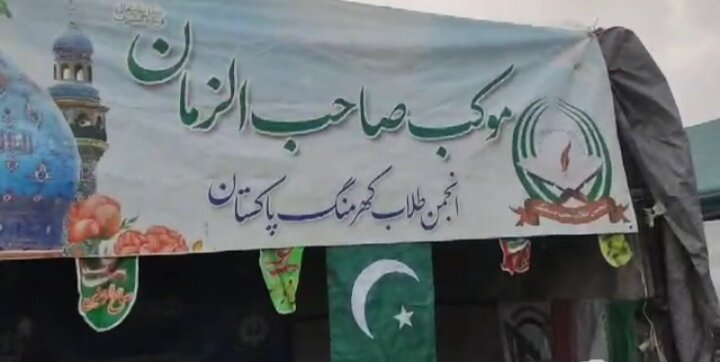 موکب صاحب الزمان
انجمن طلاب کھرمنگ پاکستان